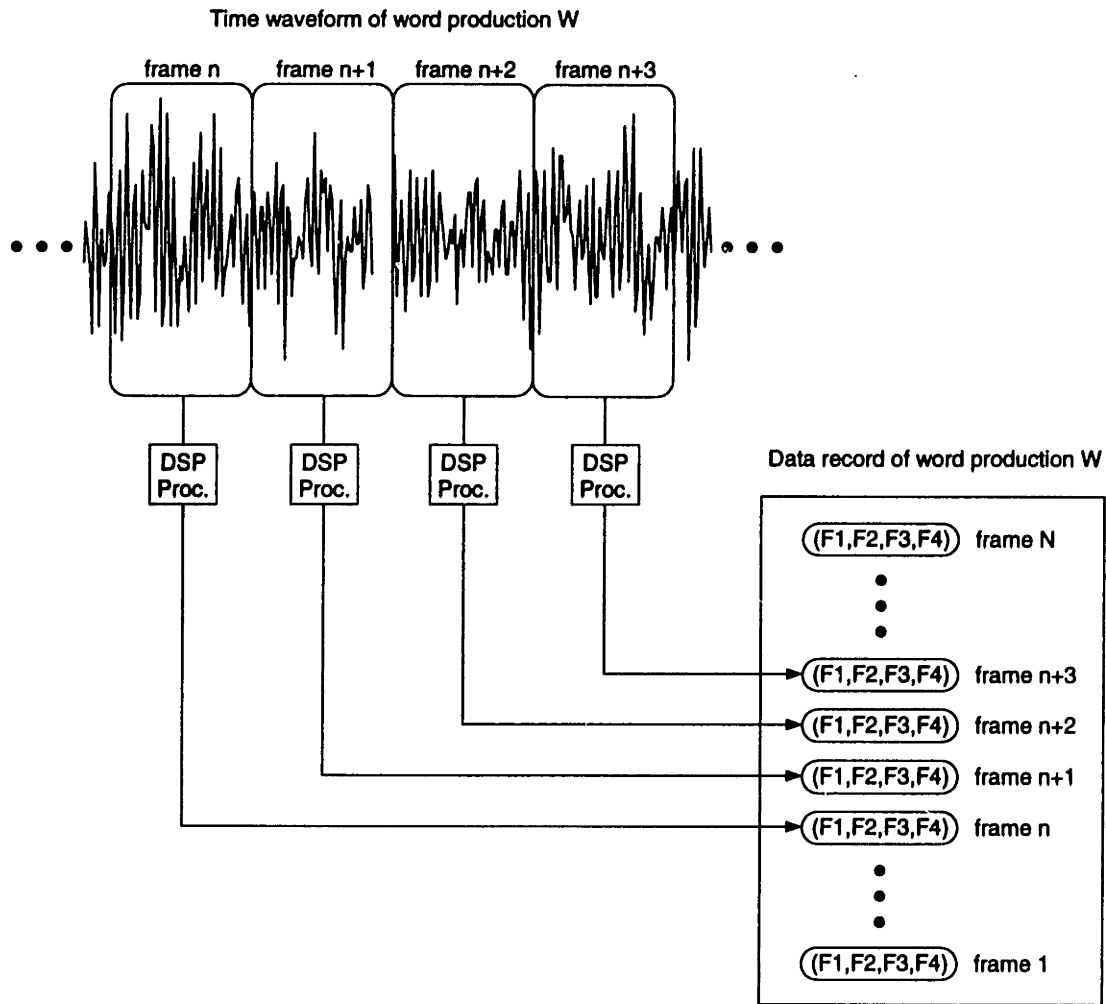 Time waveform of word production W
frame n
frame n+1
frame n+2
frame n+3
DSP
Proc.
DSP
Proc.
DSP
Proc.
DSP
Proc.
Data record of word production W
(F1,F2,F3,F4) frame N
(F1,F2,F3,F4) frame n+3
(F1,F2,F3,F4) frame n+2
(F1,F2,F3,F4) frame n+1
(F1,F2,F3,F4) frame n
(F1,F2,F3,F4) frame 1